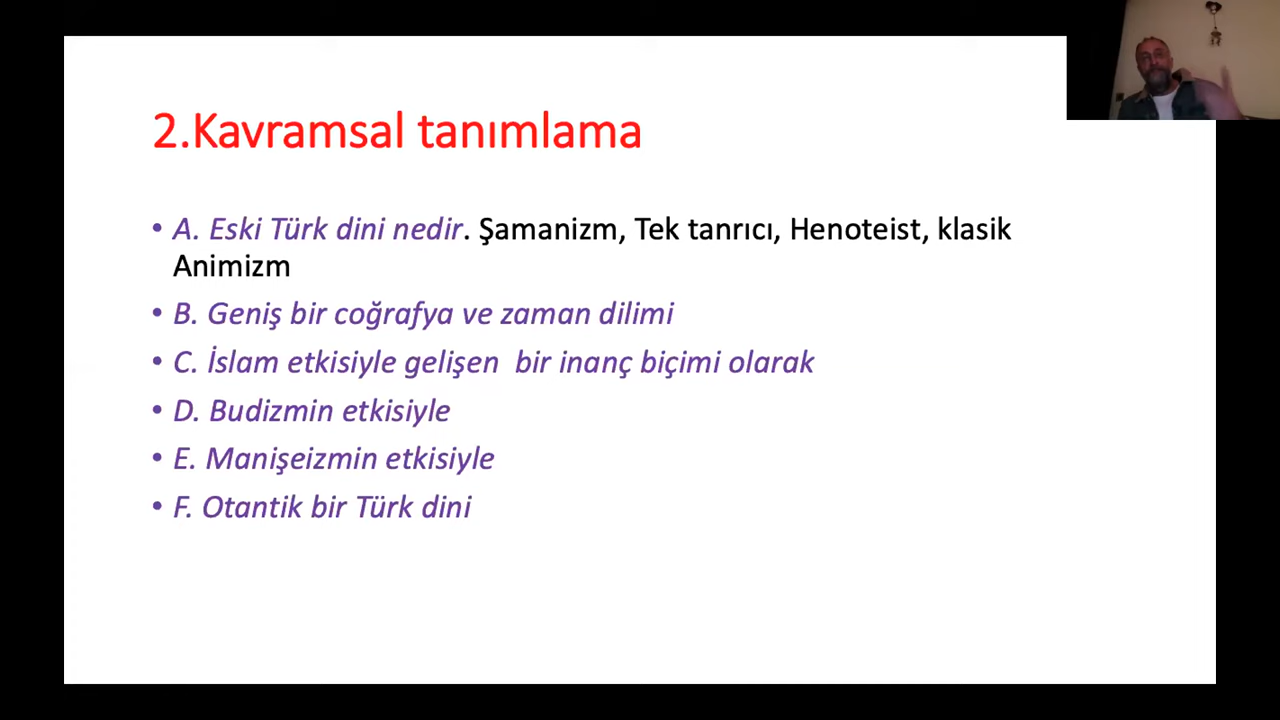 2.Kavramsal tanımlama
• A. Eski Türk dini nedir. Şamanizm, Tek tanrıcı, Henoteist, klasik
Animizm
• B. Geniş bir coğrafya ve zaman dilimi
• C. İslam etkisiyle gelişen  bir inanç biçimi olarak
• D. Budizmin etkisiyle
• E. Manişeizmin etkisiyle
• F. Otantik bir Türk dini